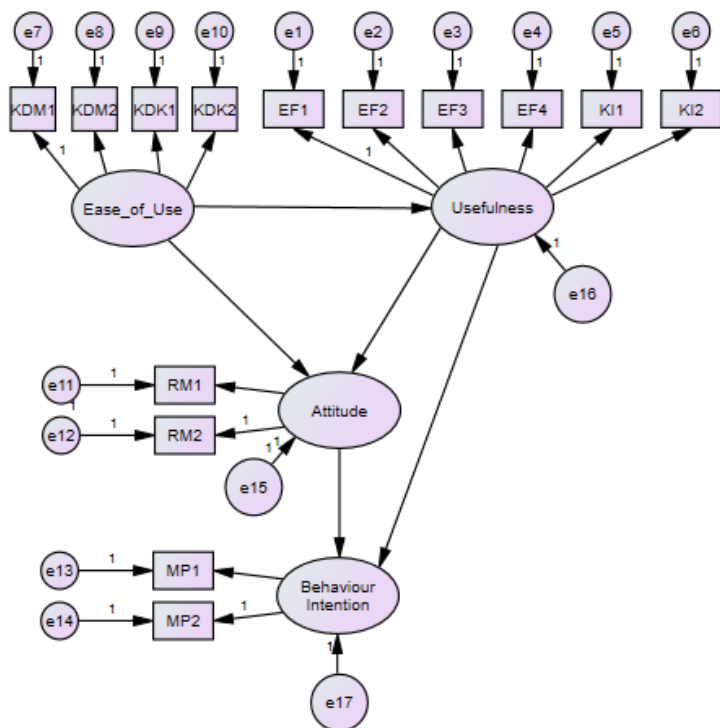 e7 e8 e9 e10 e1 e2 e3 e4 e5 e6
1 1 1 1 1 1 1 1 1 1
KDM1 KDM2 KDK1 KDK2 EF1 EF2 EF3 EF4 KI1 KI2
1 1
Ease_of_Use Usefulness
1
e16
e11 1 RM1
1
Attitude
e12 1 RM2 1
1 1
e15
e13 1 MP1
Behaviour
Intention
e14 1 MP2 1
1
e17